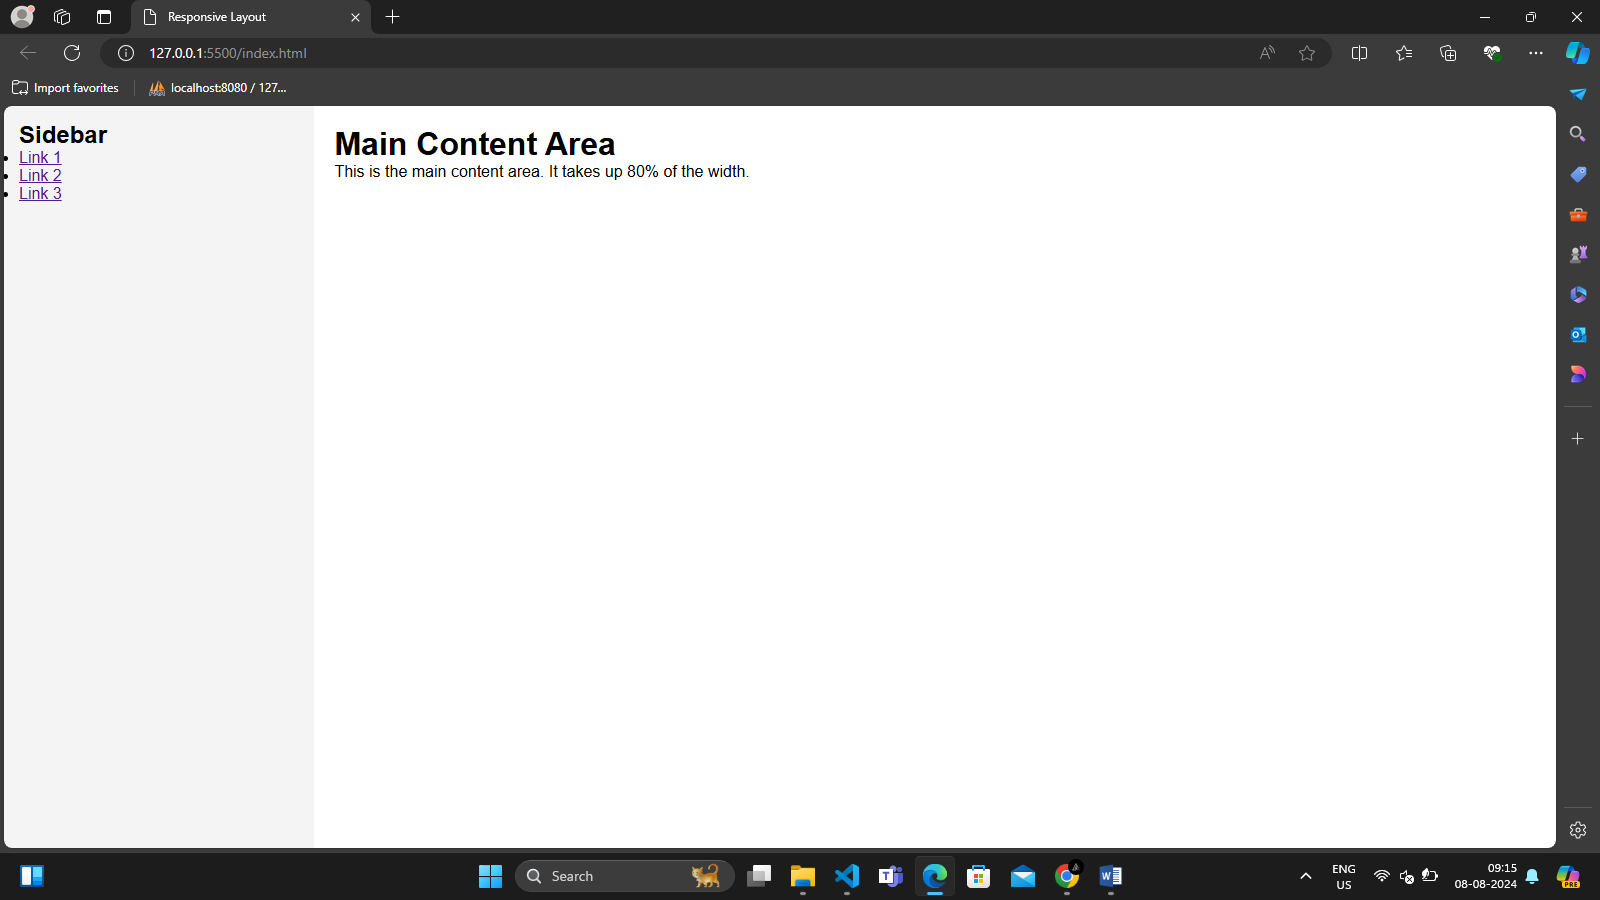 Responsive Layout
127.0.0.1:5500/index.html
Import favorites
localhost:8080 / 127...
Sidebar
Link 1
Link 2
Link 3
Main Content Area
This is the main content area. It takes up 80% of the width.
Search
ENG
US
09:15
08-08-2024
PRE